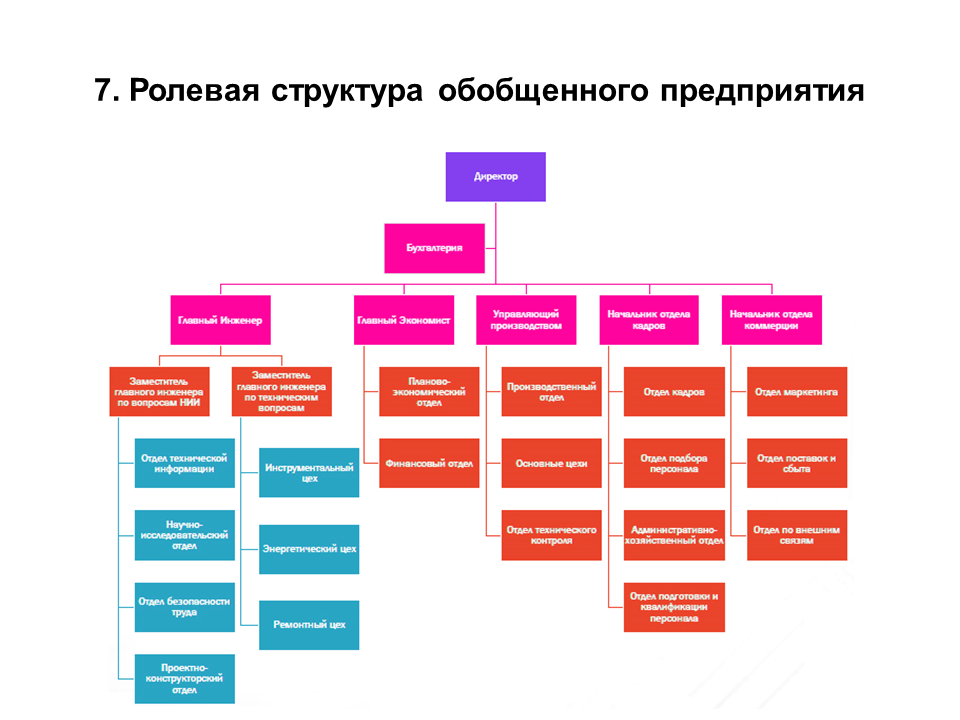 7. Ролевая структура обобщенного предприятия
Директор
Бухгалтерия
Главный Инженер
Главный Экономист
Управляющий
производством
Начальник отдела
кадров
Начальник отдела
коммерции
Заместитель
главного инженера
по вопросам НИИ
Заместитель
главного инженера
по техническим
вопросам
Планово-
экономический
отдел
Производственный
отдел
Отдел кадров
Отдел маркетинга
Отдел технической
информации
Инструментальный
цех
Финансовый отдел
Основные цехи
Отдел подбора
персонала
Отдел поставок и
сбыта
Научно-
исследовательский
отдел
Энергетический цех
Отдел технического
контроля
Административно-
хозяйственный отдел
Отдел по внешним
связям
Отдел безопасности
труда
Ремонтный цех
Отдел подготовки и
квалификации
персонала
Проектно-
конструкторский
отдел